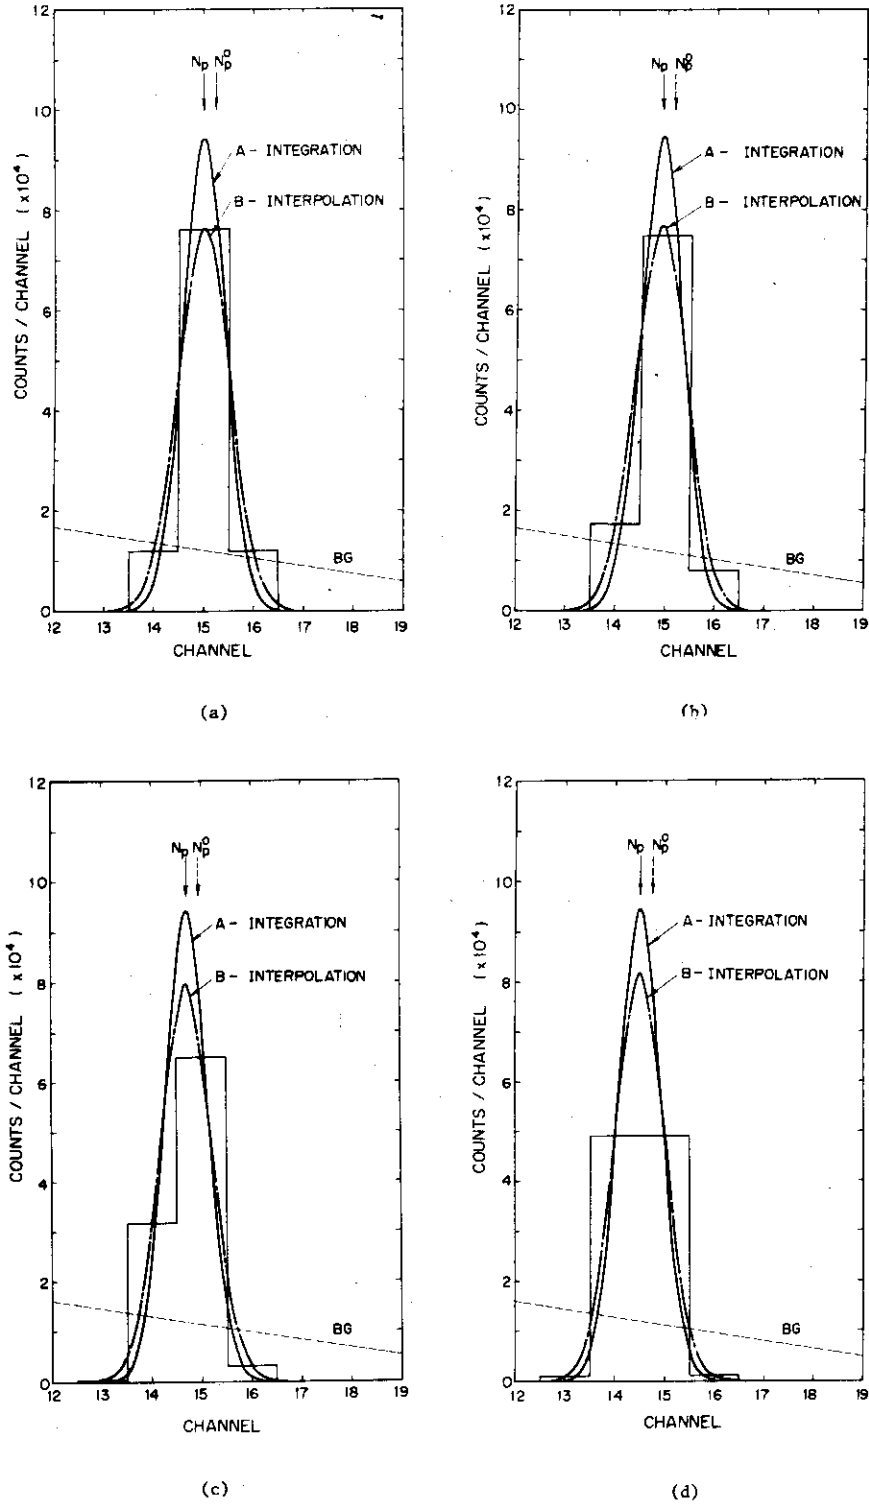 12
10
8
6
4
2
0
COUNTS / CHANNEL ( x10⁴)
Np Np⁰
A - INTEGRATION
B - INTERPOLATION
BG
12 13 14 15 16 17 18 19
CHANNEL
(a)
12
10
8
6
4
2
0
COUNTS / CHANNEL ( x10⁴)
Np Np⁰
A - INTEGRATION
B - INTERPOLATION
BG
12 13 14 15 16 17 18 19
CHANNEL
(b)
12
10
8
6
4
2
0
COUNTS / CHANNEL ( x10⁴)
Np Np⁰
A - INTEGRATION
B - INTERPOLATION
BG
12 13 14 15 16 17 18 19
CHANNEL
(c)
12
10
8
6
4
2
0
COUNTS / CHANNEL ( x10⁴)
Np Np⁰
A - INTEGRATION
B - INTERPOLATION
BG
12 13 14 15 16 17 18 19
CHANNEL
(d)